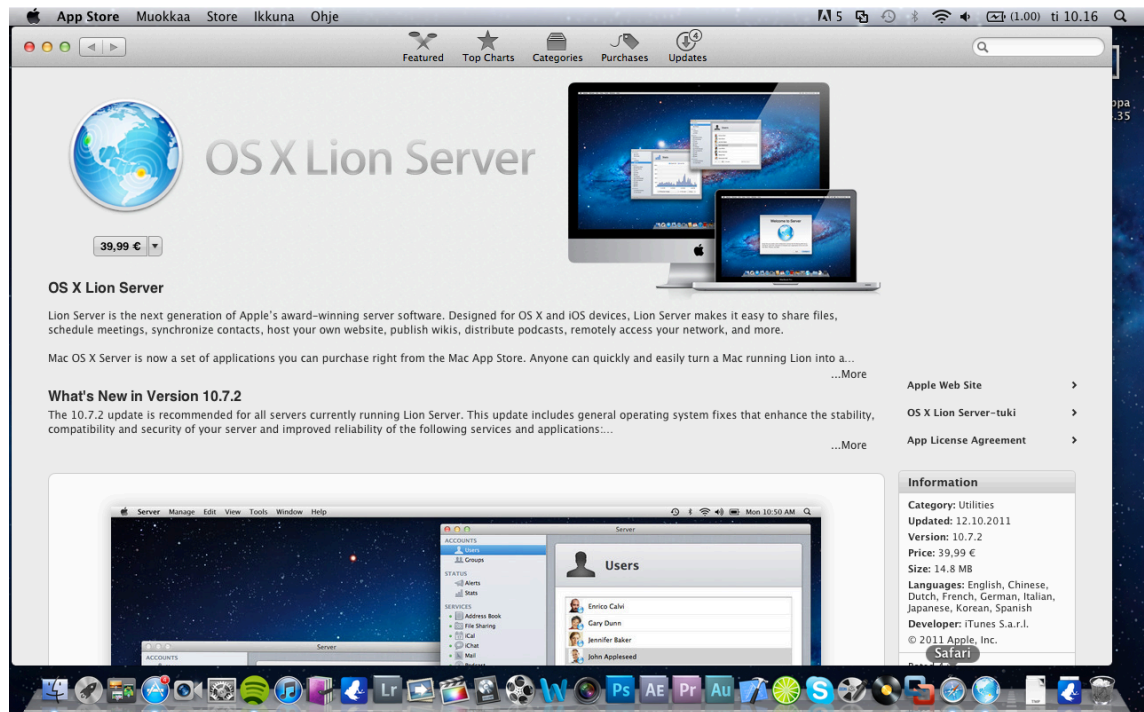 App Store Muokkaa Store Ikkuna Ohje 5 (1.00) ti 10.16
Featured Top Charts Categories Purchases Updates
4
OS X Lion Server
39,99 €
OS X Lion Server
Lion Server is the next generation of Apple's award-winning server software. Designed for OS X and iOS devices, Lion Server makes it easy to share files,
schedule meetings, synchronize contacts, host your own website, publish wikis, distribute podcasts, remotely access your network, and more.
Mac OS X Server is now a set of applications you can purchase right from the Mac App Store. Anyone can quickly and easily turn a Mac running Lion into a...
...More
What's New in Version 10.7.2
The 10.7.2 update is recommended for all servers currently running Lion Server. This update includes general operating system fixes that enhance the stability,
compatibility and security of your server and improved reliability of the following services and applications:...
...More
Apple Web Site
OS X Lion Server-tuki
App License Agreement
Information
Category: Utilities
Updated: 12.10.2011
Version: 10.7.2
Price: 39,99 €
Size: 14.8 MB
Languages: English, Chinese,
Dutch, French, German, Italian,
Japanese, Korean, Spanish
Developer: iTunes S.a.r.l.
© 2011 Apple, Inc.
Server Manage Edit View Tools Window Help Mon 10:50 AM
Server
ACCOUNTS
Users
Groups
STATUS
Alerts
Stats
SERVICES
Address Book
File Sharing
iCal
iChat
Mail
Users
Enrico Calvi
Gary Dunn
Jennifer Baker
John Appleseed
Server
ACCOUNTS
Safari
Lr Ps AE Pr Au